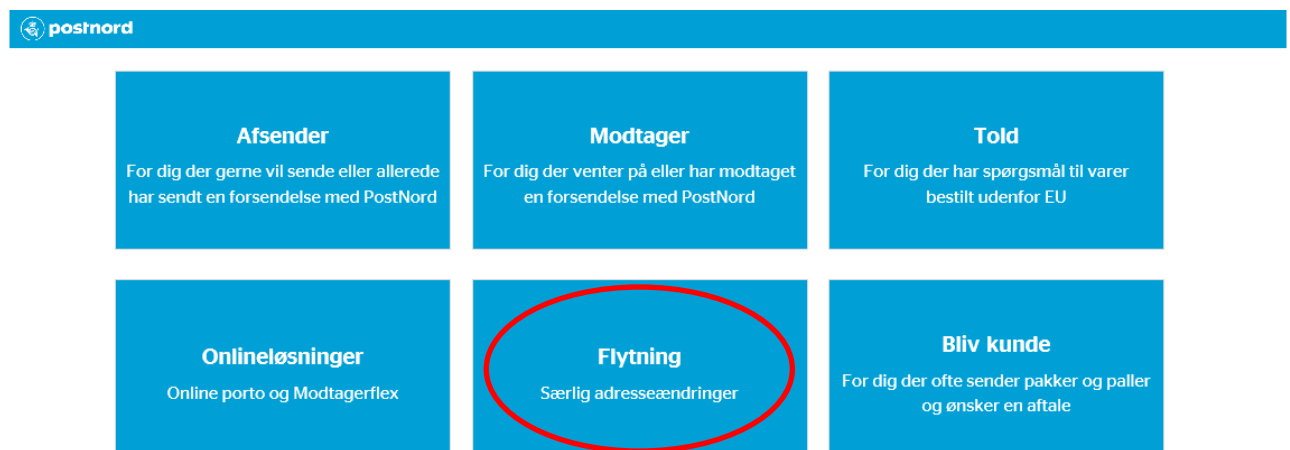 postnord
Afsender
For dig der gerne vil sende eller allerede
har sendt en forsendelse med PostNord
Modtager
For dig der venter på eller har modtaget
en forsendelse med PostNord
Told
For dig der har spørgsmål til varer
bestilt udenfor EU
Onlineløsninger
Online porto og Modtagerflex
Flytning
Særlig adresseændringer
Bliv kunde
For dig der ofte sender pakker og paller
og ønsker en aftale